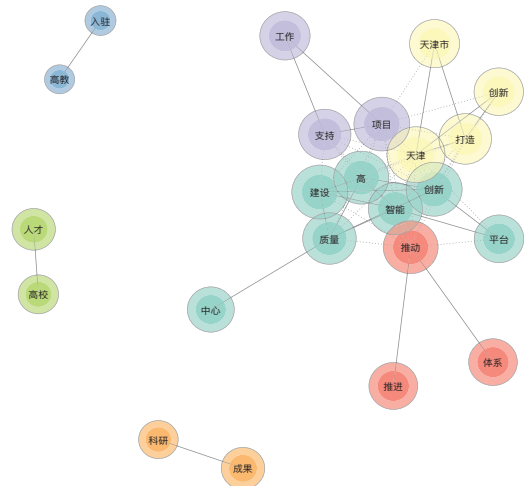 入驻
工作
天津市
高教
创新
项目
支持
打造
天津
高
建设
创新
智能
人才
质量
平台
推动
高校
中心
体系
推进
科研
成果